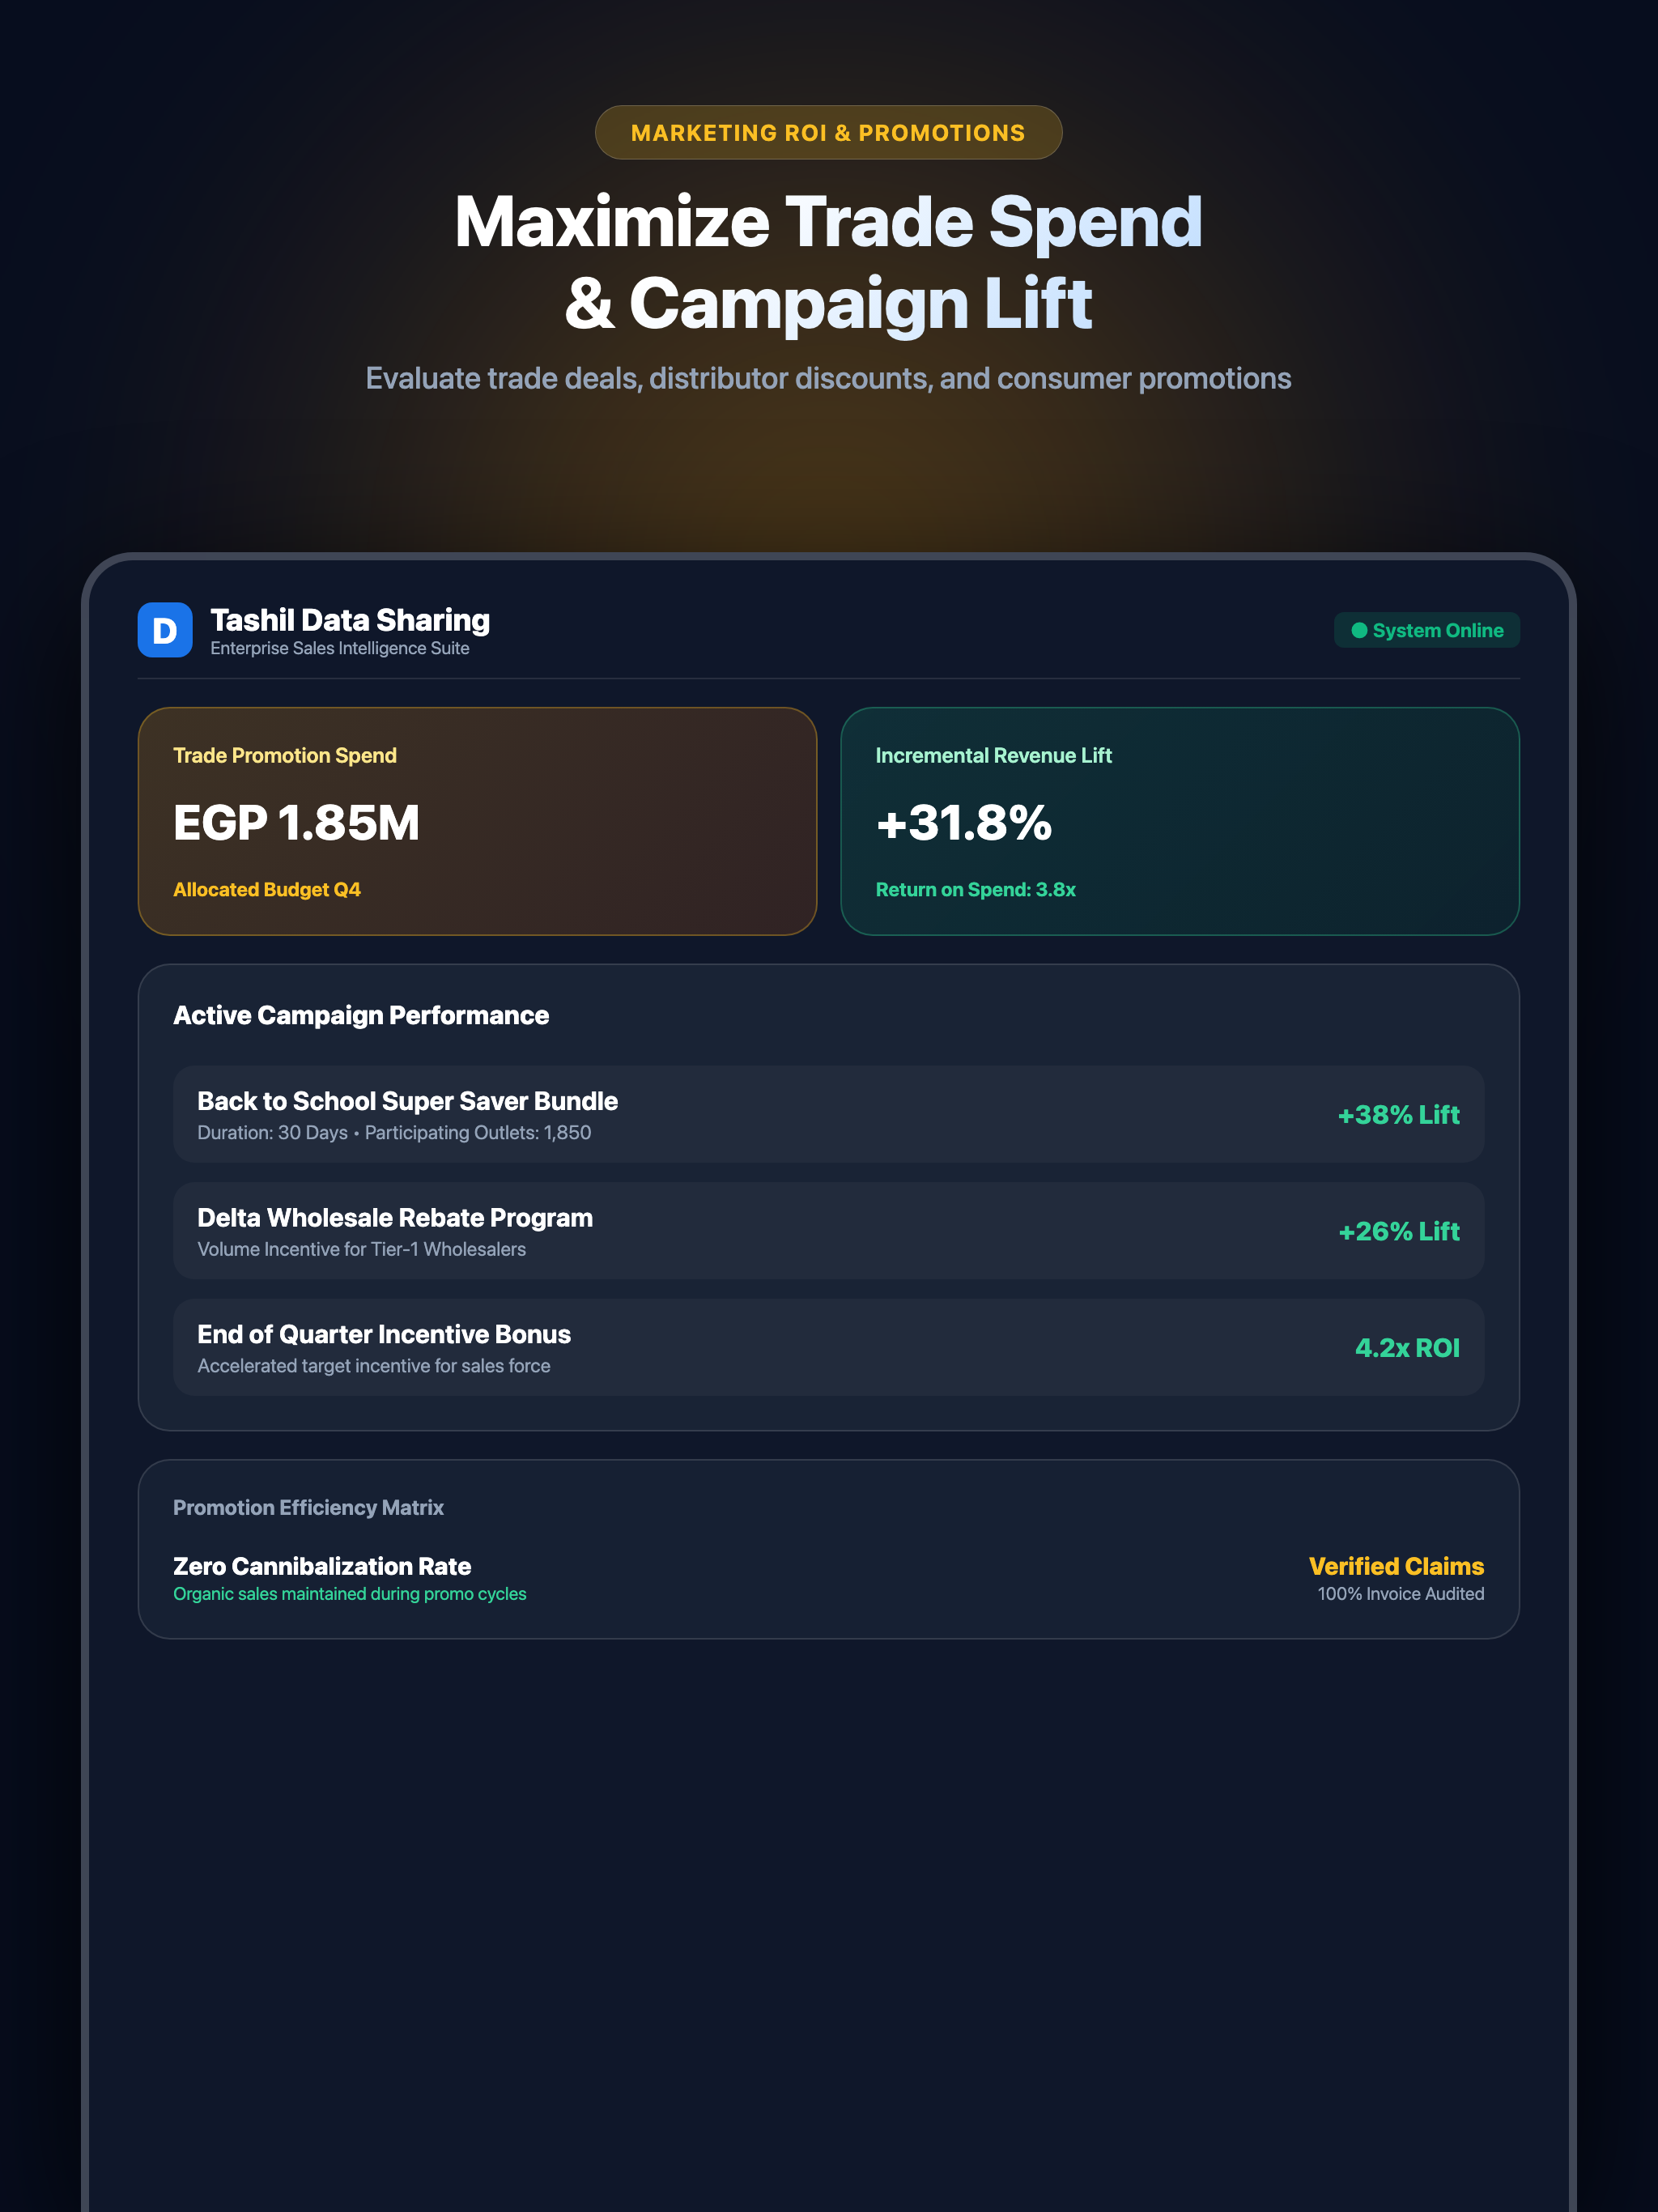 MARKETING ROI & PROMOTIONS
Maximize Trade Spend
& Campaign Lift
Evaluate trade deals, distributor discounts, and consumer promotions
D
Tashil Data Sharing
Enterprise Sales Intelligence Suite
System Online
Trade Promotion Spend
EGP 1.85M
Allocated Budget Q4
Incremental Revenue Lift
+31.8%
Return on Spend: 3.8x
Active Campaign Performance
Back to School Super Saver Bundle
Duration: 30 Days • Participating Outlets: 1,850
+38% Lift
Delta Wholesale Rebate Program
Volume Incentive for Tier-1 Wholesalers
+26% Lift
End of Quarter Incentive Bonus
Accelerated target incentive for sales force
4.2x ROI
Promotion Efficiency Matrix
Zero Cannibalization Rate
Organic sales maintained during promo cycles
Verified Claims
100% Invoice Audited